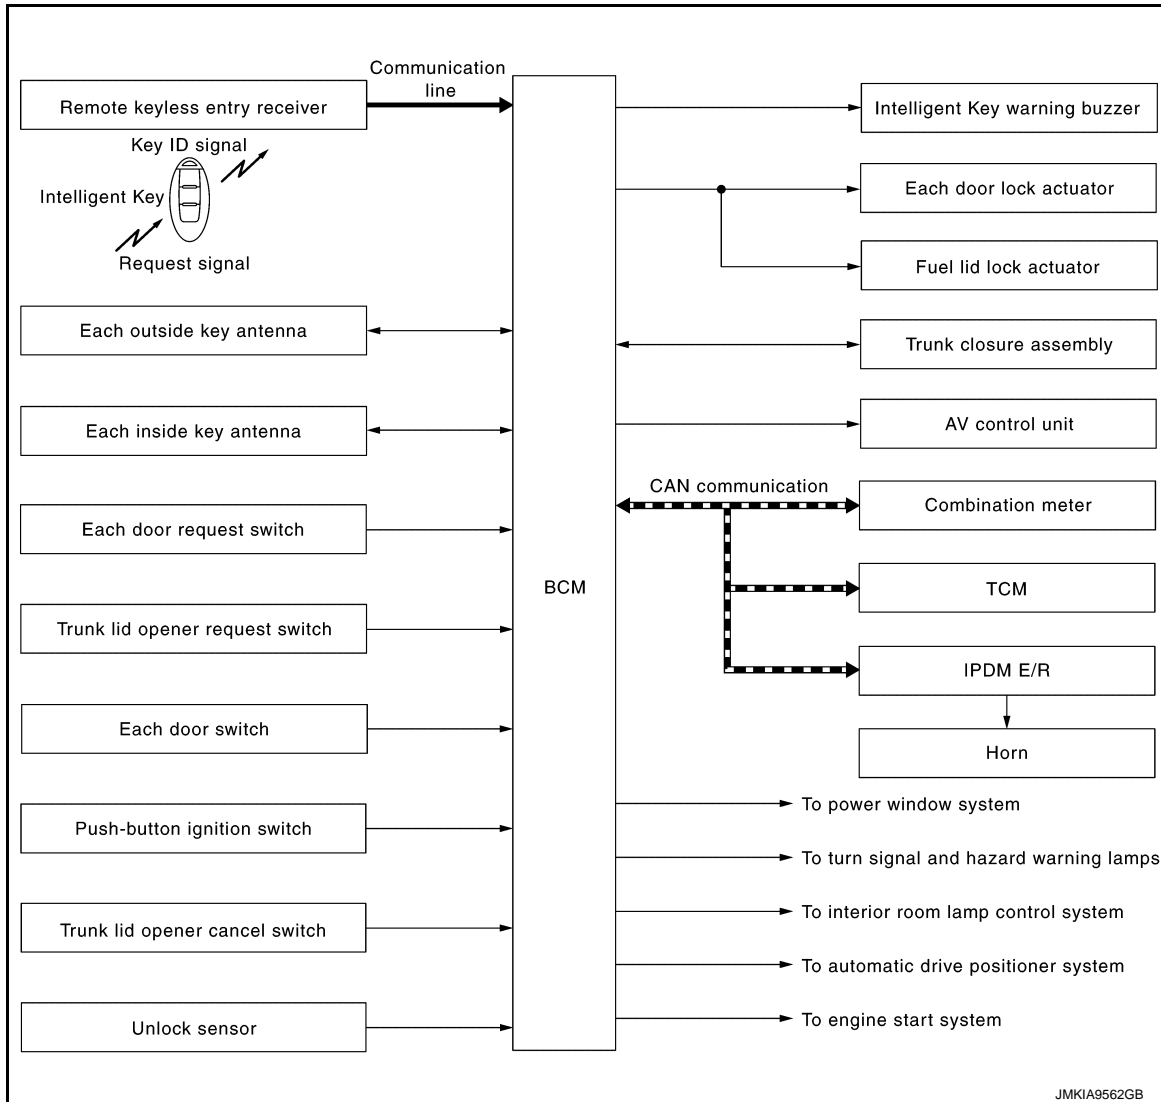 Communication
line
Remote keyless entry receiver
Key ID signal
Intelligent Key
Request signal
Each outside key antenna
Each inside key antenna
Each door request switch
Trunk lid opener request switch
Each door switch
Push-button ignition switch
Trunk lid opener cancel switch
Unlock sensor
BCM
Intelligent Key warning buzzer
Each door lock actuator
Fuel lid lock actuator
Trunk closure assembly
AV control unit
CAN communication
Combination meter
TCM
IPDM E/R
Horn
To power window system
To turn signal and hazard warning lamps
To interior room lamp control system
To automatic drive positioner system
To engine start system
JMKIA9562GB